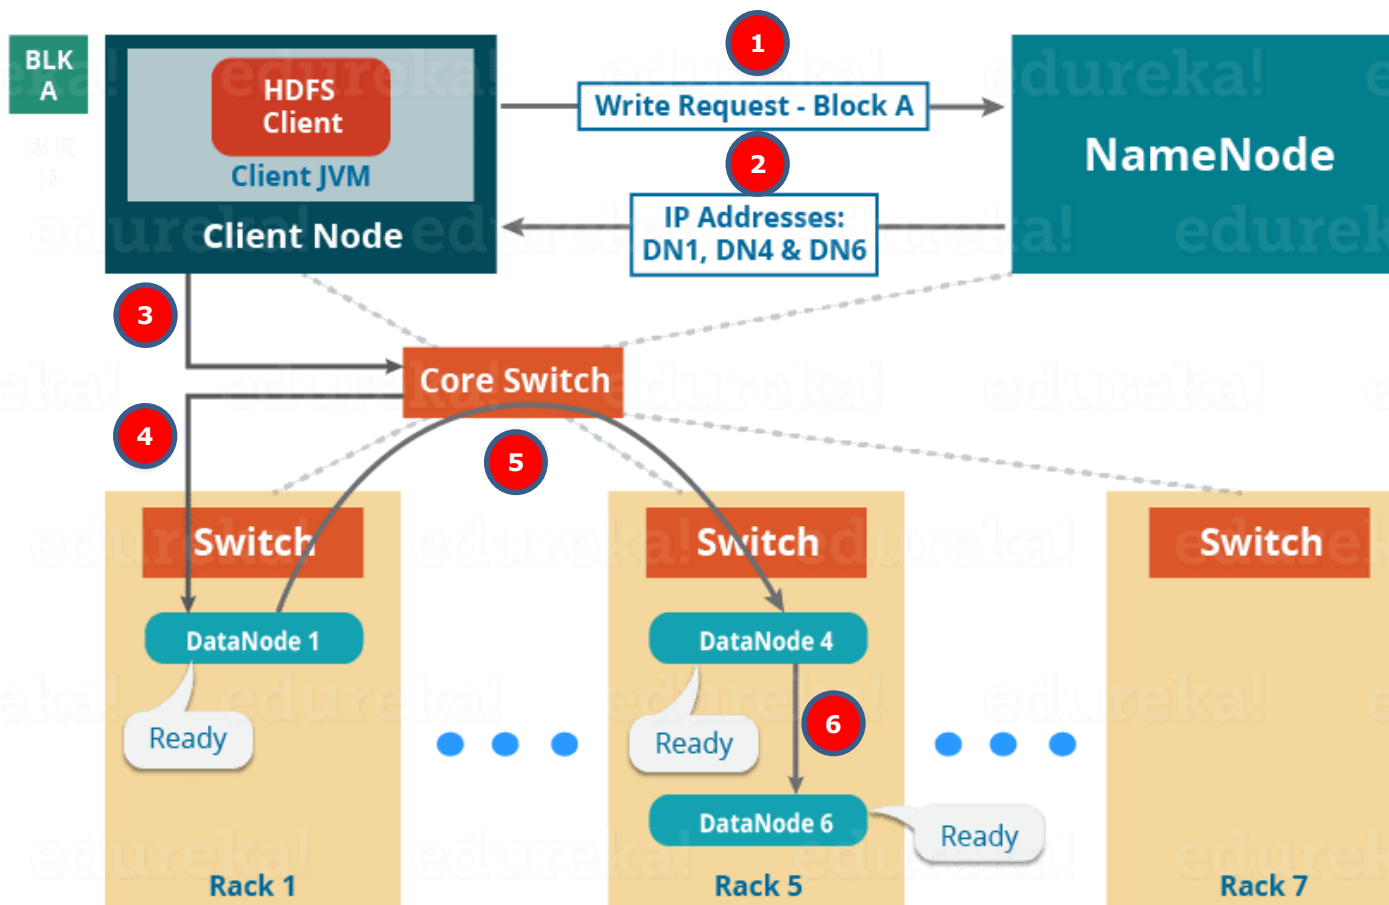 1
BLK
A
HDFS
Client
Client JVM
Client Node
Write Request - Block A
NameNode
2
IP Addresses:
DN1, DN4 & DN6
3
Core Switch
4
5
Switch
Switch
Switch
DataNode 1
DataNode 4
Ready
Ready
6
DataNode 6
Ready
Rack 1
Rack 5
Rack 7
edureka!